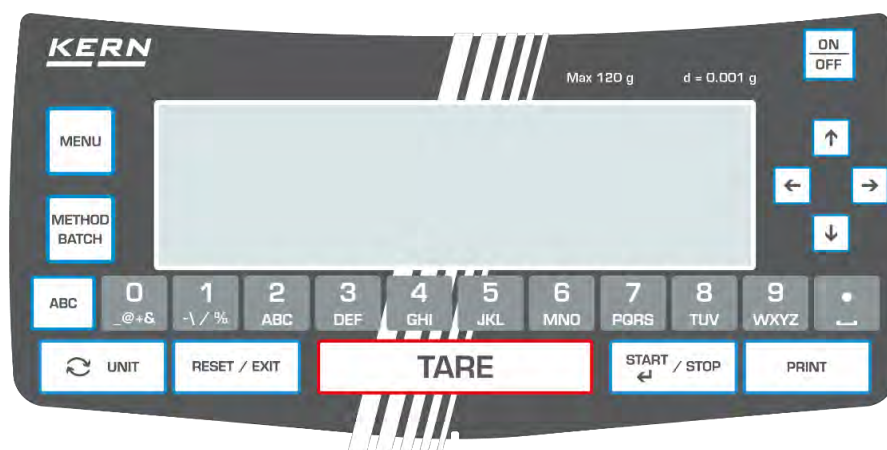 KERN
ON
OFF
Max 120 g d = 0.001 g
MENU
↑
← →
METHOD
BATCH
↓
ABC
0
_@+&
1
-\ / %
2
ABC
3
DEF
4
GHI
5
JKL
6
MNO
7
PQRS
8
TUV
9
WXYZ
•
⎵
UNIT
RESET / EXIT
TARE
START
↵ / STOP
PRINT